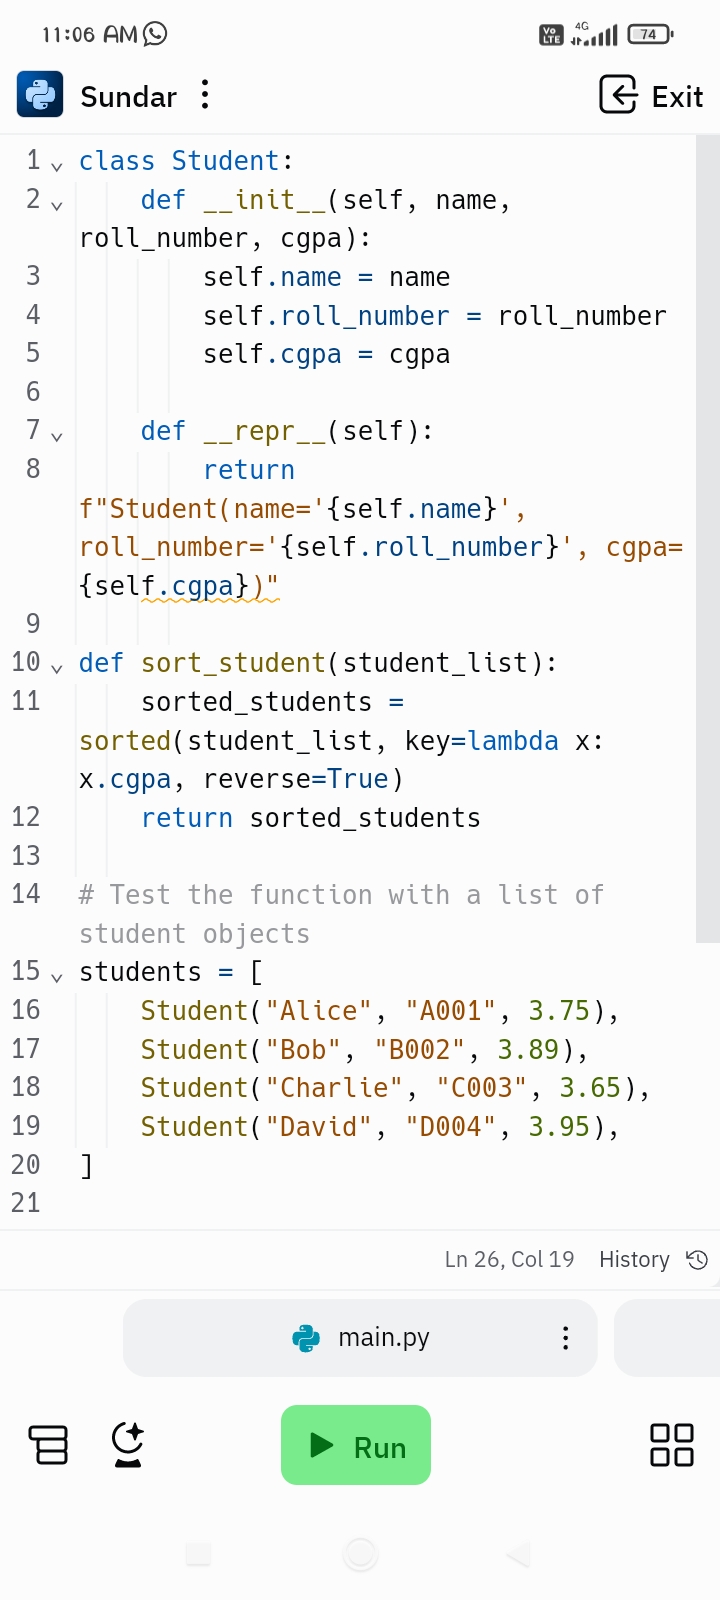 11:06 AM
Vo LTE 4G 74
Sundar Exit
1 class Student:
2     def __init__(self, name,
roll_number, cgpa):
3         self.name = name
4         self.roll_number = roll_number
5         self.cgpa = cgpa
6
7     def __repr__(self):
8         return
f"Student(name='{self.name}',
roll_number='{self.roll_number}', cgpa=
{self.cgpa})"
9
10 def sort_student(student_list):
11     sorted_students =
sorted(student_list, key=lambda x:
x.cgpa, reverse=True)
12     return sorted_students
13
14 # Test the function with a list of
student objects
15 students = [
16     Student("Alice", "A001", 3.75),
17     Student("Bob", "B002", 3.89),
18     Student("Charlie", "C003", 3.65),
19     Student("David", "D004", 3.95),
20 ]
21
Ln 26, Col 19 History
main.py
Run